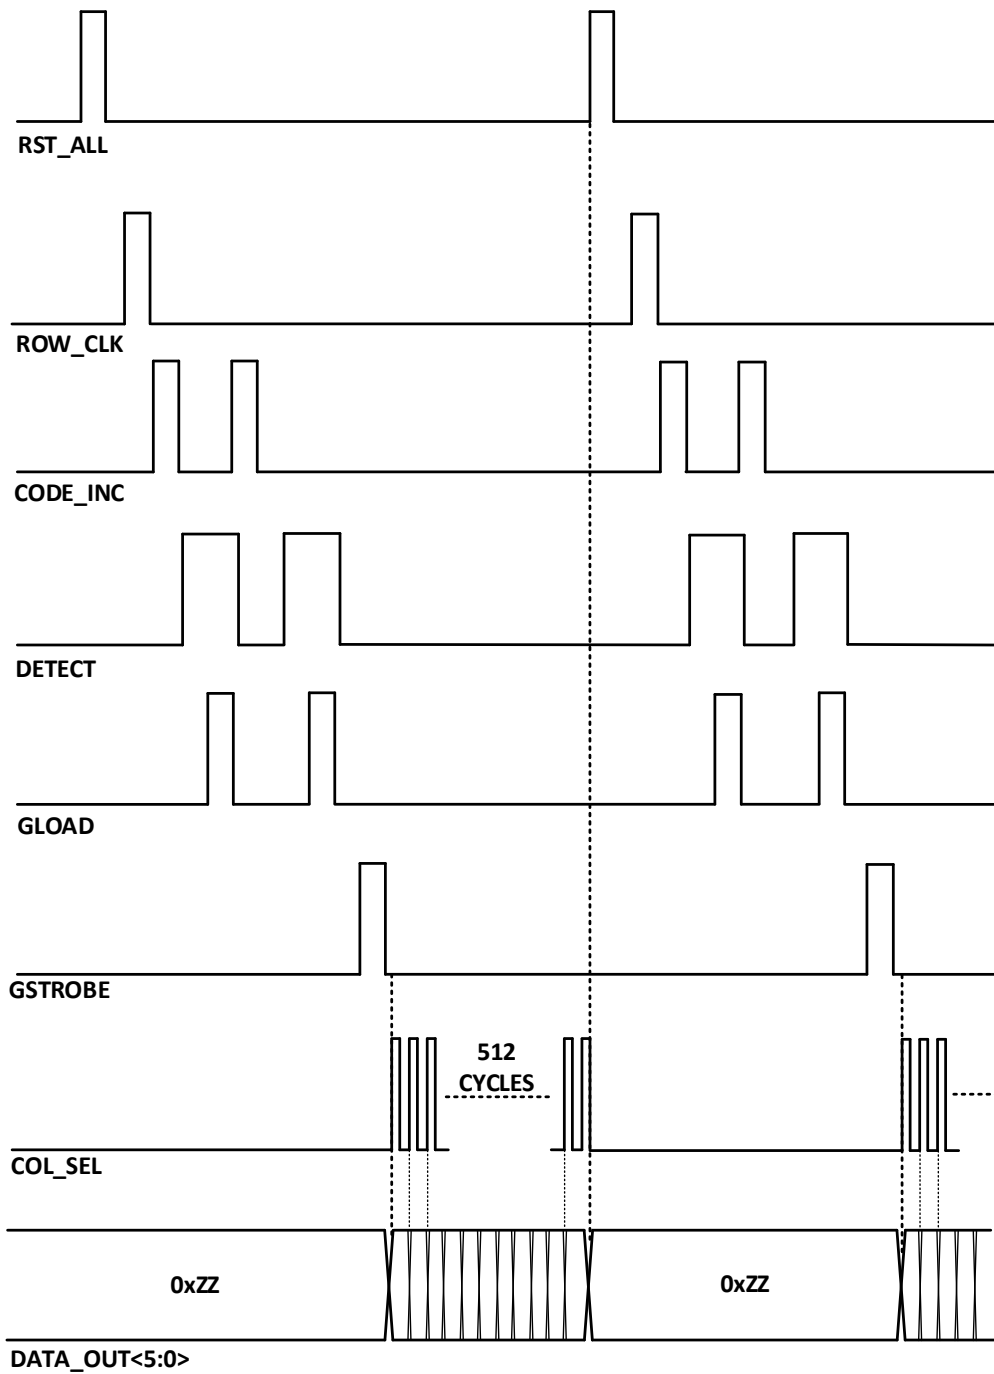 RST_ALL
ROW_CLK
CODE_INC
DETECT
GLOAD
GSTROBE
512
CYCLES
COL_SEL
0xZZ
0xZZ
DATA_OUT<5:0>